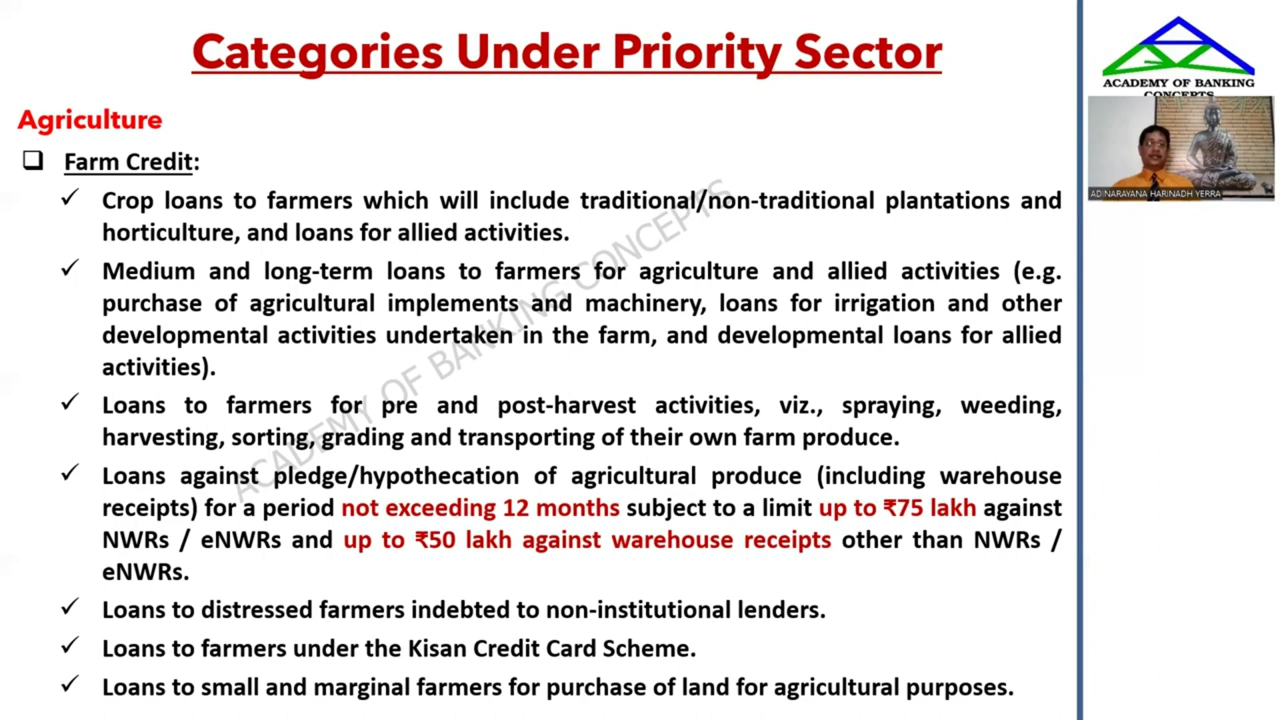 Categories Under Priority Sector
ACADEMY OF BANKING
CONCEPTS
ADINARAYANA HARINADH YERRA
Agriculture
Farm Credit:
Crop loans to farmers which will include traditional/non-traditional plantations and
horticulture, and loans for allied activities.
Medium and long-term loans to farmers for agriculture and allied activities (e.g.
purchase of agricultural implements and machinery, loans for irrigation and other
developmental activities undertaken in the farm, and developmental loans for allied
activities).
Loans to farmers for pre and post-harvest activities, viz., spraying, weeding,
harvesting, sorting, grading and transporting of their own farm produce.
Loans against pledge/hypothecation of agricultural produce (including warehouse
receipts) for a period not exceeding 12 months subject to a limit up to ₹75 lakh against
NWRs / eNWRs and up to ₹50 lakh against warehouse receipts other than NWRs /
eNWRs.
Loans to distressed farmers indebted to non-institutional lenders.
Loans to farmers under the Kisan Credit Card Scheme.
Loans to small and marginal farmers for purchase of land for agricultural purposes.
ACADEMY OF BANKING CONCEPTS